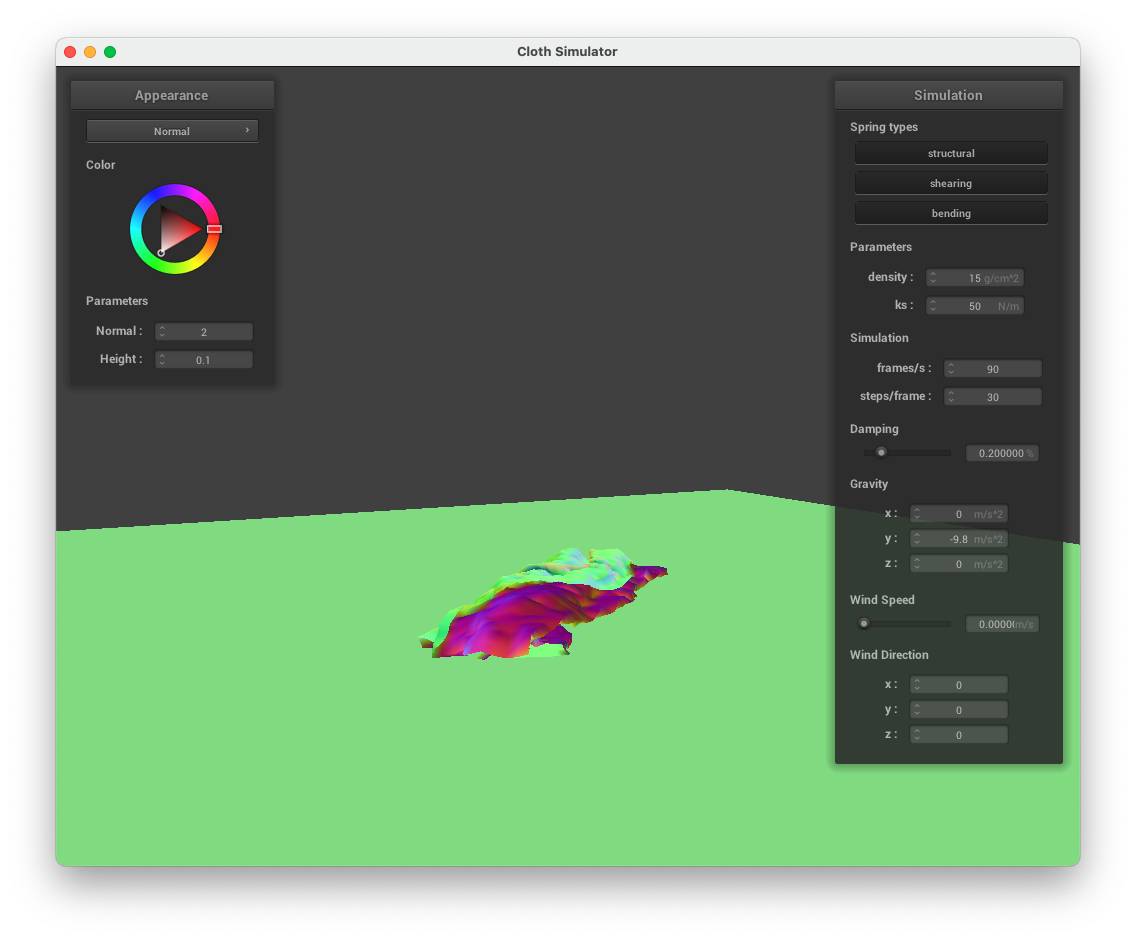 Cloth Simulator
Appearance
Normal
Color
Parameters
Normal : 2
Height : 0.1
Simulation
Spring types
structural
shearing
bending
Parameters
density : 15 g/cm^2
ks : 50 N/m
Simulation
frames/s : 90
steps/frame : 30
Damping
0.200000 %
Gravity
x : 0 m/s^2
y : -9.8 m/s^2
z : 0 m/s^2
Wind Speed
0.0000 m/s
Wind Direction
x : 0
y : 0
z : 0